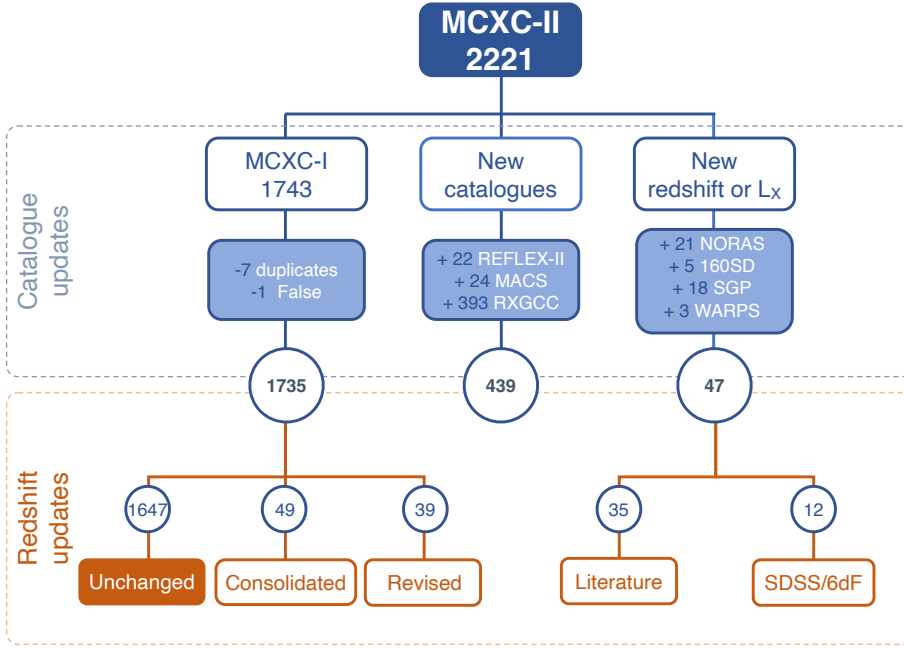 MCXC-II
2221
Catalogue
updates
MCXC-I
1743
New
catalogues
New
redshift or LX
-7 duplicates
-1 False
+ 22 REFLEX-II
+ 24 MACS
+ 393 RXGCC
+ 21 NORAS
+ 5 160SD
+ 18 SGP
+ 3 WARPS
1735
439
47
Redshift
updates
1647
49
39
35
12
Unchanged
Consolidated
Revised
Literature
SDSS/6dF